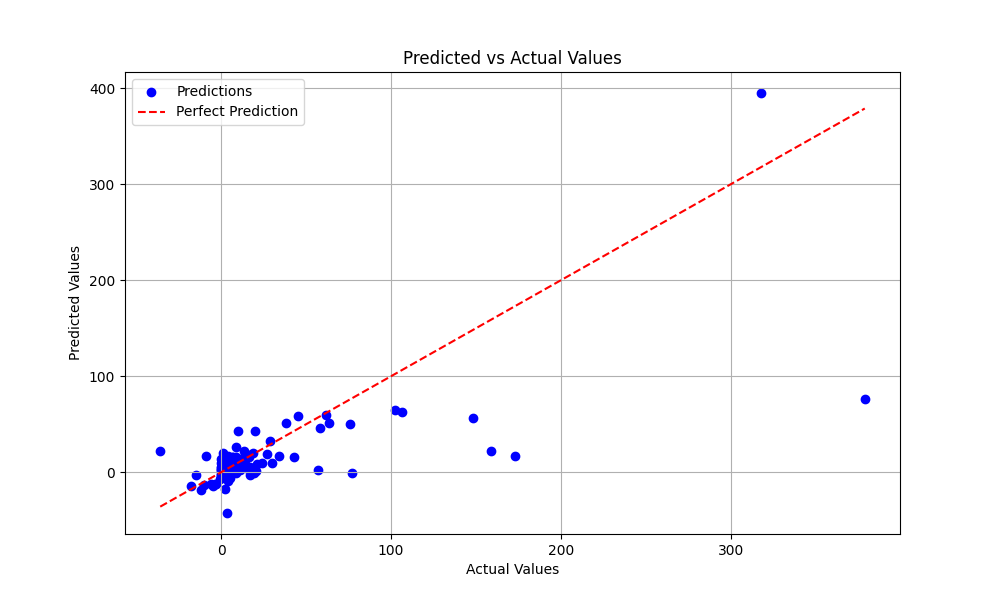 Predicted vs Actual Values
Predictions
Perfect Prediction
400
300
200
100
0
Predicted Values
0
100
200
300
Actual Values